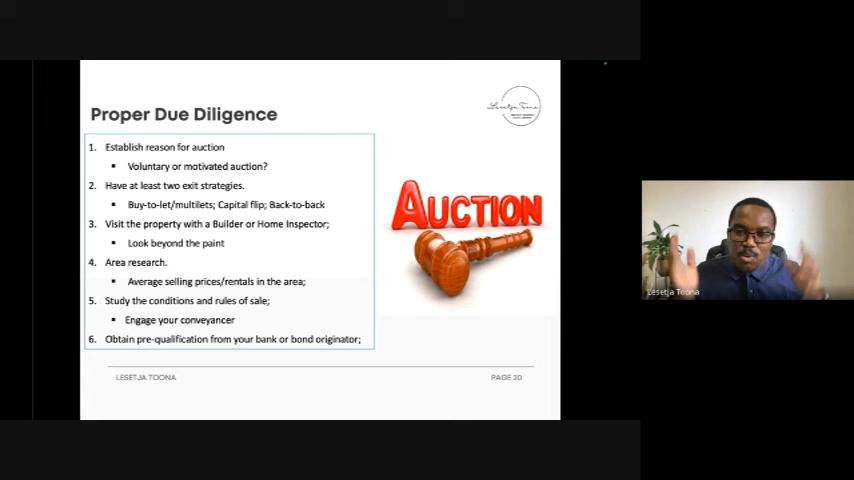 Proper Due Diligence
1. Establish reason for auction
▪ Voluntary or motivated auction?
2. Have at least two exit strategies.
▪ Buy-to-let/multilets; Capital flip; Back-to-back
3. Visit the property with a Builder or Home Inspector;
▪ Look beyond the paint
4. Area research.
▪ Average selling prices/rentals in the area;
5. Study the conditions and rules of sale;
▪ Engage your conveyancer
6. Obtain pre-qualification from your bank or bond originator;
AUCTION
LESETJA TOONA
PAGE 20
Lesetja Toona